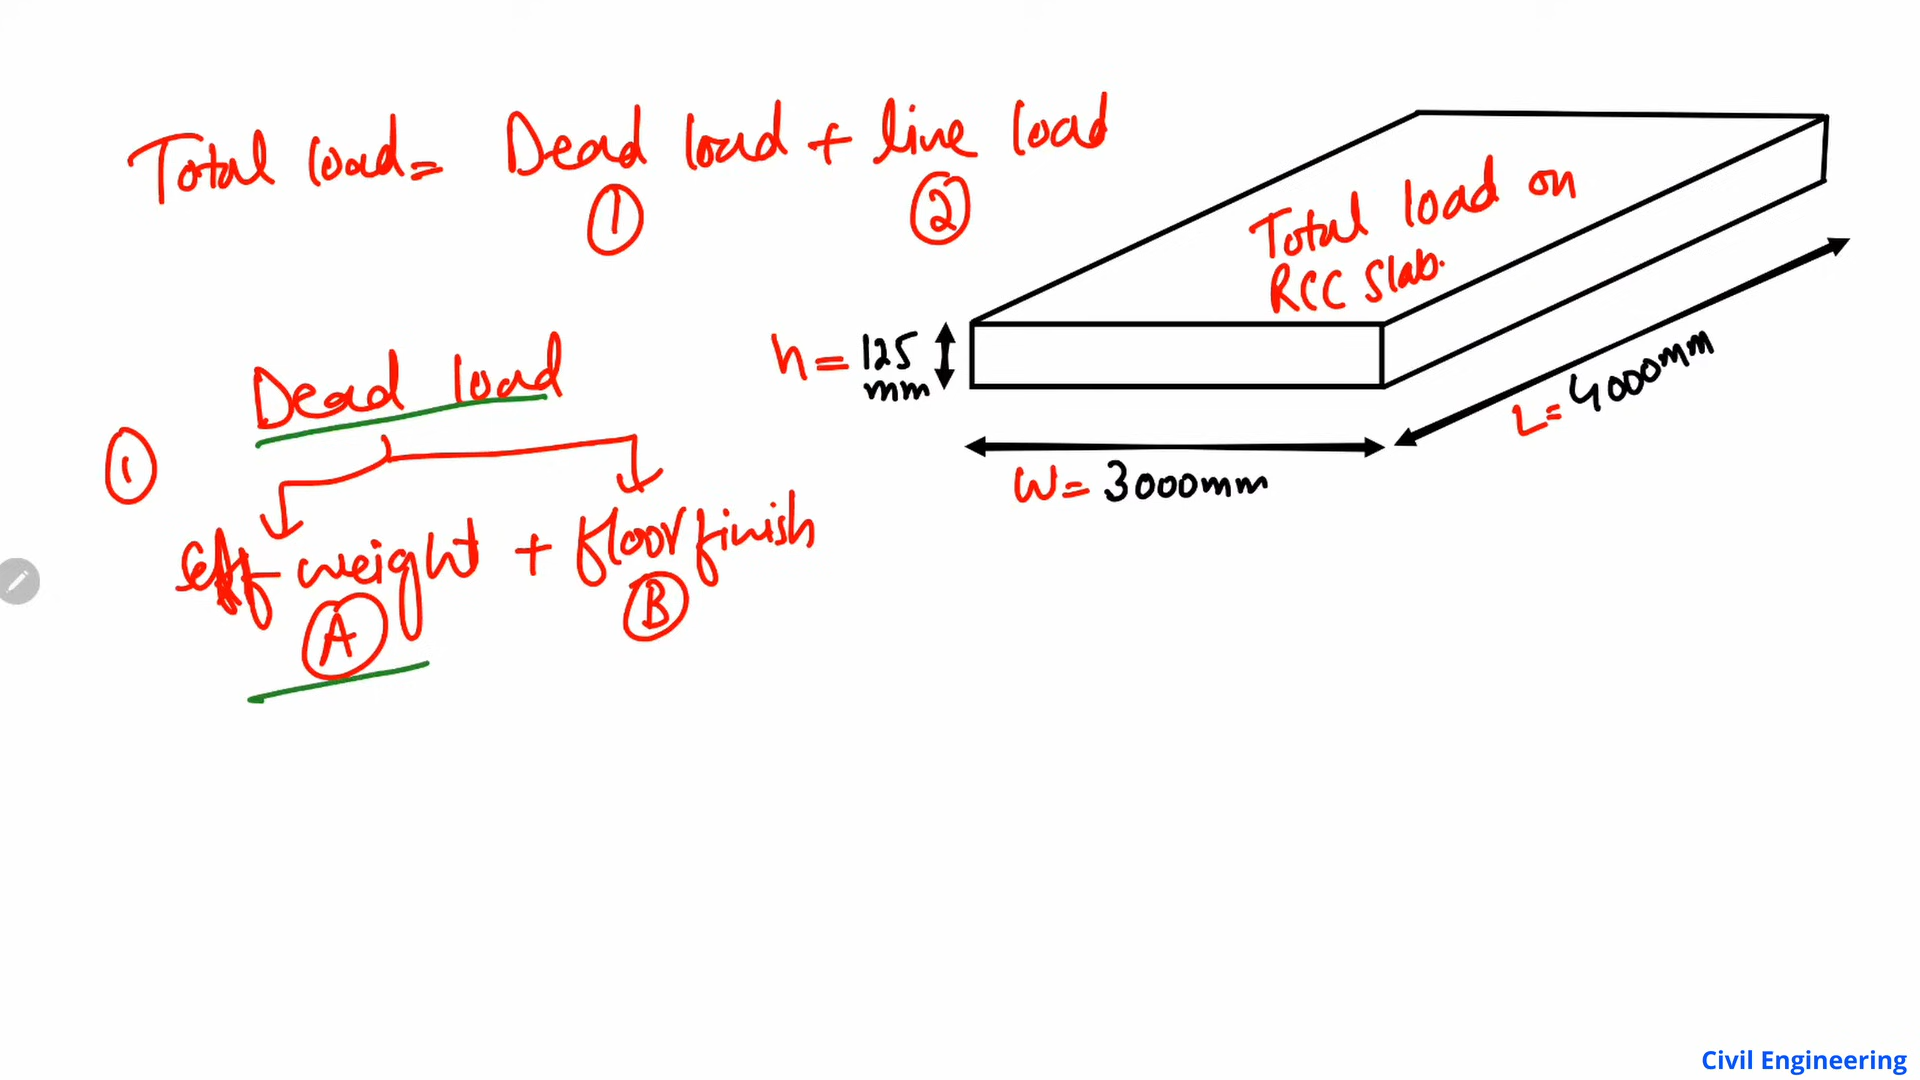 Total load = Dead load + live load
① ②
Total load on
RCC slab.
h = 125
mm
L= 4000mm
W= 3000mm
Dead load
①
eff weight + floor finish
Ⓐ Ⓑ
Civil Engineering